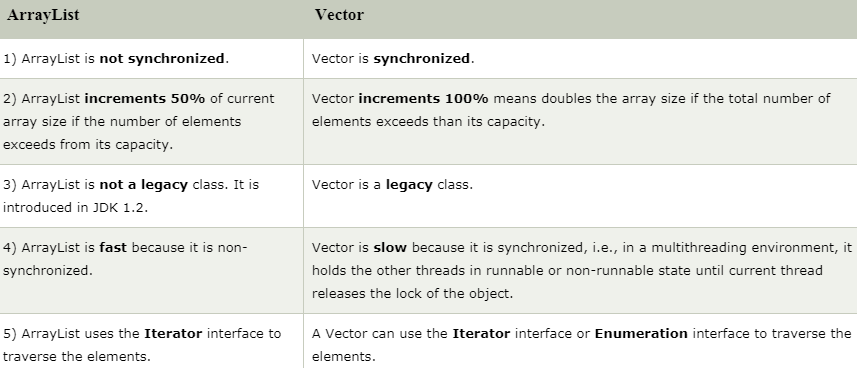 ArrayList
Vector
1) ArrayList is not synchronized.
Vector is synchronized.
2) ArrayList increments 50% of current
array size if the number of elements
exceeds from its capacity.
Vector increments 100% means doubles the array size if the total number of
elements exceeds than its capacity.
3) ArrayList is not a legacy class. It is
introduced in JDK 1.2.
Vector is a legacy class.
4) ArrayList is fast because it is non-
synchronized.
Vector is slow because it is synchronized, i.e., in a multithreading environment, it
holds the other threads in runnable or non-runnable state until current thread
releases the lock of the object.
5) ArrayList uses the Iterator interface to
traverse the elements.
A Vector can use the Iterator interface or Enumeration interface to traverse the
elements.